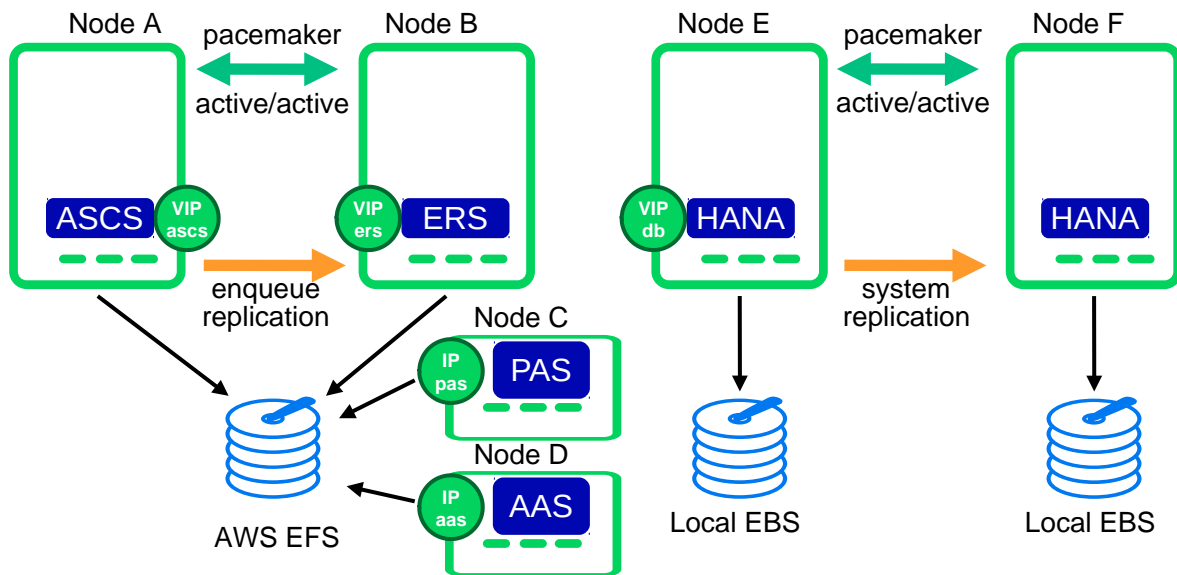 Node A
pacemaker
Node B
active/active
ASCS
VIP
ascs
VIP
ers
ERS
enqueue
replication
Node C
IP
pas
PAS
Node D
IP
aas
AAS
AWS EFS
Node E
pacemaker
Node F
active/active
VIP
db
HANA
HANA
system
replication
Local EBS
Local EBS